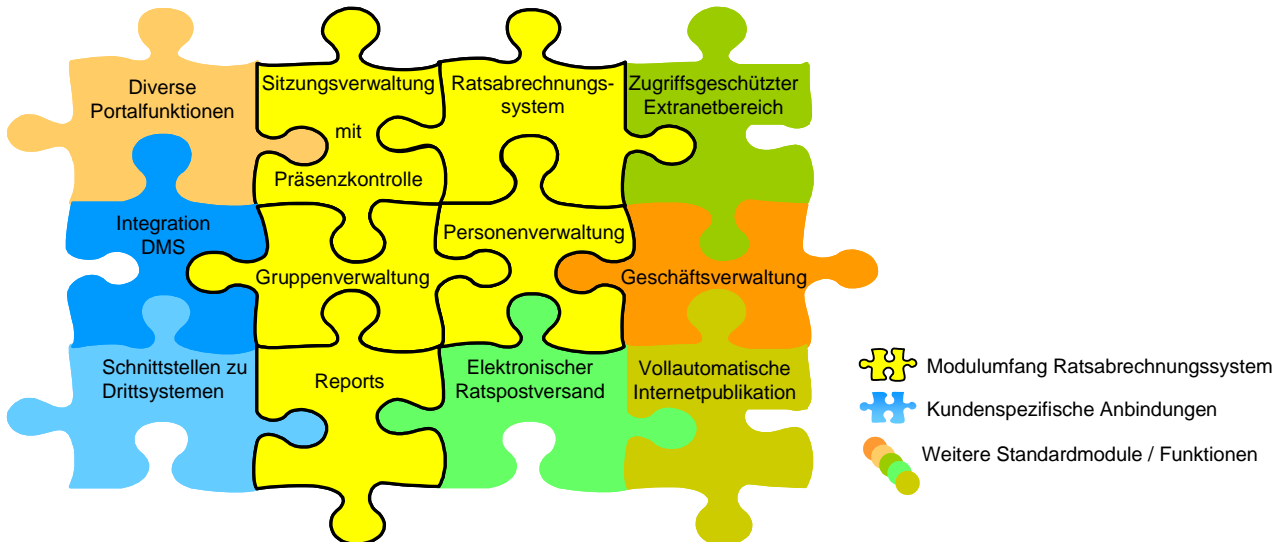 Diverse
Portalfunktionen
Sitzungsverwaltung
mit
Präsenzkontrolle
Ratsabrechnungs-
system
Zugriffsgeschützter
Extranetbereich
Integration
DMS
Gruppenverwaltung
Personenverwaltung
Geschäftsverwaltung
Schnittstellen zu
Drittsystemen
Reports
Elektronischer
Ratspostversand
Vollautomatische
Internetpublikation
Modulumfang Ratsabrechnungssystem
Kundenspezifische Anbindungen
Weitere Standardmodule / Funktionen